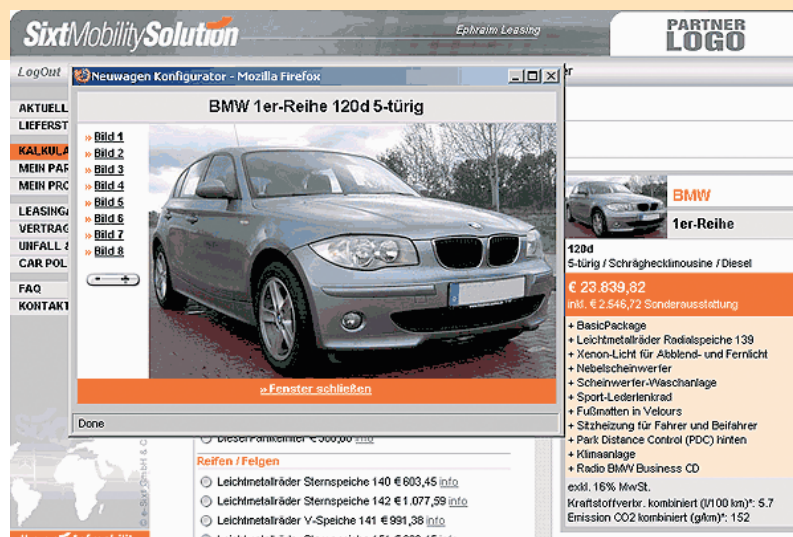 SixtMobilitySolution
Ephraim Leasing
PARTNER
LOGO
LogOut
Neuwagen Konfigurator - Mozilla Firefox
BMW 1er-Reihe 120d 5-türig
» Bild 1
» Bild 2
» Bild 3
» Bild 4
» Bild 5
» Bild 6
» Bild 7
» Bild 8
» Fenster schließen
Done
AKTUELL
LIEFERST
KALKULA
MEIN PAR
MEIN PRO
LEASING
VERTRAG
UNFALL &
CAR POL
FAQ
KONTAKT
BMW
1er-Reihe
120d
5-türig / Schräghecklimousine / Diesel
€ 23.839,82
inkl. € 2.546,72 Sonderausstattung
+ BasicPackage
+ Leichtmetallräder Radialspeiche 139
+ Xenon-Licht für Abblend- und Fernlicht
+ Nebelscheinwerfer
+ Scheinwerfer-Waschanlage
+ Sport-Lederlenkrad
+ Fußmatten in Velours
+ Sitzheizung für Fahrer und Beifahrer
+ Park Distance Control (PDC) hinten
+ Klimaanlage
+ Radio BMW Business CD
exkl. 16% MwSt.
Kraftstoffverbr. kombiniert (l/100 km)*: 5.7
Emission CO2 kombiniert (g/km)*: 152
Reifen / Felgen
Leichtmetallräder Sternspeiche 140 € 603,45 info
Leichtmetallräder Sternspeiche 142 € 1.077,59 info
Leichtmetallräder V-Speiche 141 € 991,38 info
© e-Sixt GmbH & C